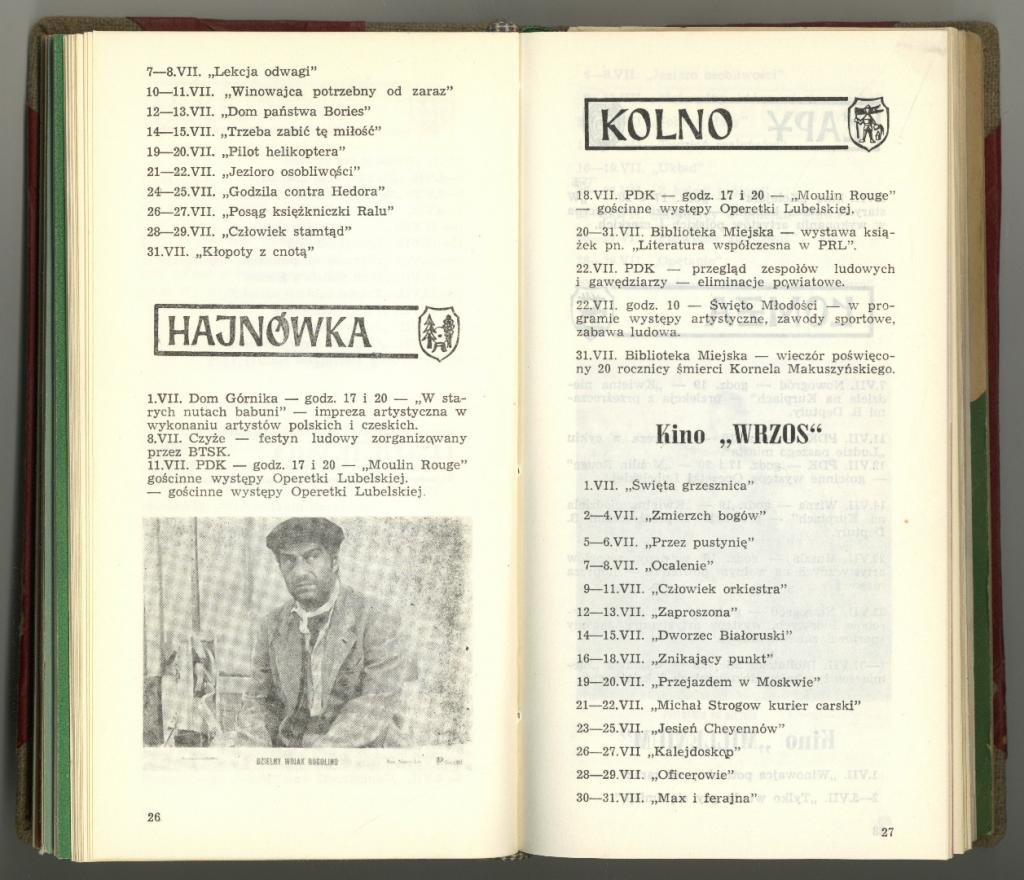 7—8.VII. „Lekcja odwagi”
10—11.VII. „Winowajca potrzebny od zaraz”
12—13.VII. „Dom państwa Bories”
14—15.VII. „Trzeba zabić tę miłość”
19—20.VII. „Pilot helikoptera”
21—22.VII. „Jezioro osobliwości”
24—25.VII. „Godzila contra Hedora”
26—27.VII. „Posąg księżkniczki Ralu”
28—29.VII. „Człowiek stamtąd”
31.VII. „Kłopoty z cnotą”
HAJNÓWKA
1.VII. Dom Górnika — godz. 17 i 20 — „W sta-
rych nutach babuni” — impreza artystyczna w
wykonaniu artystów polskich i czeskich.
8.VII. Czyże — festyn ludowy zorganizowany
przez BTSK.
11.VII. PDK — godz. 17 i 20 — „Moulin Rouge”
gościnne występy Operetki Lubelskiej.
— gościnne występy Operetki Lubelskiej.
DZIELNY WOJAK ROSOLINO
26
KOLNO
18.VII. PDK — godz. 17 i 20 — „Moulin Rouge”
— gościnne występy Operetki Lubelskiej.
20—31.VII. Biblioteka Miejska — wystawa ksią-
żek pn. „Literatura współczesna w PRL”.
22.VII. PDK — przegląd zespołów ludowych
i gawędziarzy — eliminacje powiatowe.
22.VII. godz. 10 — Święto Młodości — w pro-
gramie występy artystyczne, zawody sportowe,
zabawa ludowa.
31.VII. Biblioteka Miejska — wieczór poświęco-
ny 20 rocznicy śmierci Kornela Makuszyńskiego.
Kino „WRZOS“
1.VII. „Święta grzesznica”
2—4.VII. „Zmierzch bogów”
5—6.VII. „Przez pustynię”
7—8.VII. „Ocalenie”
9—11.VII. „Człowiek orkiestra”
12—13.VII. „Zaproszona”
14—15.VII. „Dworzec Białoruski”
16—18.VII. „Znikający punkt”
19—20.VII. „Przejazdem w Moskwie”
21—22.VII. „Michał Strogow kurier carski”
23—25.VII. „Jesień Cheyennów”
26—27.VII „Kalejdoskop”
28—29.VII. „Oficerowie”
30—31.VII. „Max i ferajna”
27